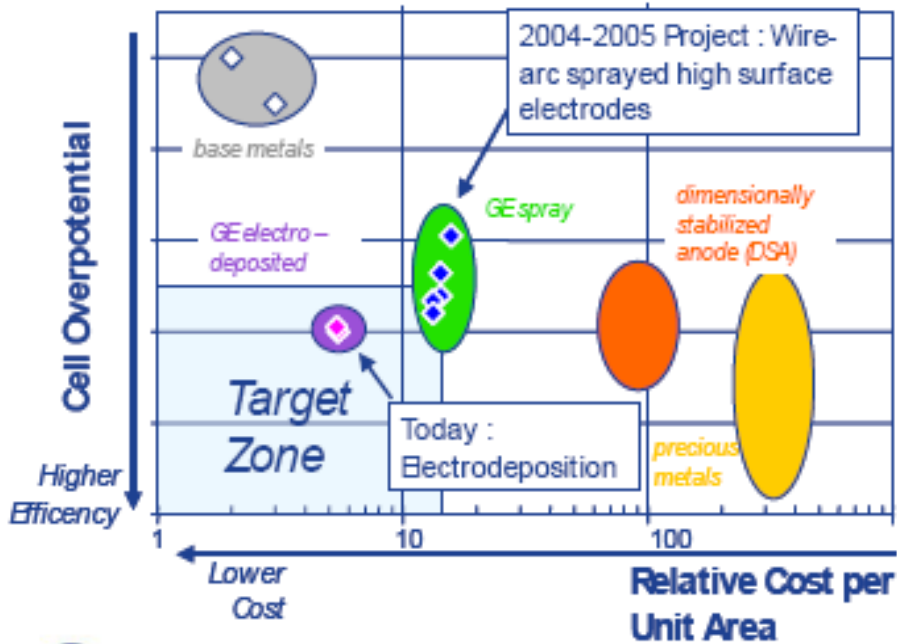 2004-2005 Project : Wire-
arc sprayed high surface
electrodes
base metals
GE spray
dimensionally
stabilized
anode (DSA)
GE electro –
deposited
Cell Overpotential
Target
Zone
Today :
Electrodeposition
precious
metals
Higher
Efficency
1
10
100
Lower
Cost
Relative Cost per
Unit Area